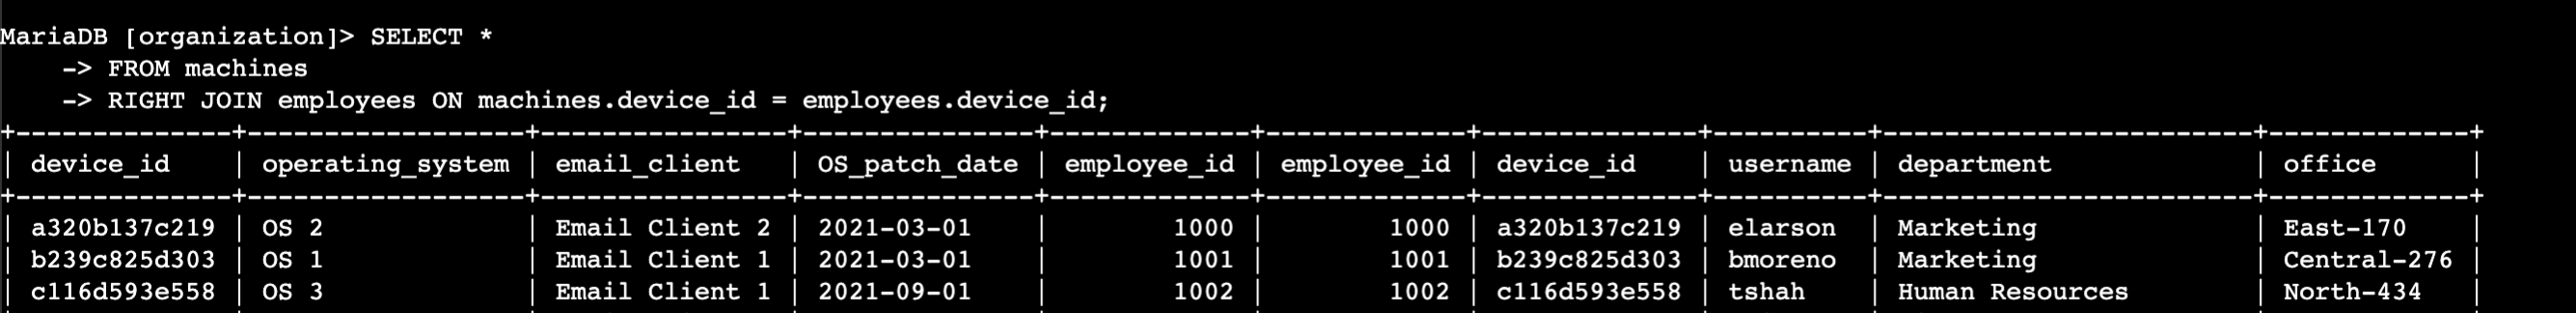 MariaDB [organization]> SELECT *
    -> FROM machines
    -> RIGHT JOIN employees ON machines.device_id = employees.device_id;
+--------------+------------------+----------------+---------------+-------------+-------------+--------------+----------+------------------------+-------------+
| device_id | operating_system | email_client | OS_patch_date | employee_id | employee_id | device_id | username | department | office |
+--------------+------------------+----------------+---------------+-------------+-------------+--------------+----------+------------------------+-------------+
| a320b137c219 | OS 2 | Email Client 2 | 2021-03-01 | 1000 | 1000 | a320b137c219 | elarson | Marketing | East-170 |
| b239c825d303 | OS 1 | Email Client 1 | 2021-03-01 | 1001 | 1001 | b239c825d303 | bmoreno | Marketing | Central-276 |
| c116d593e558 | OS 3 | Email Client 1 | 2021-09-01 | 1002 | 1002 | c116d593e558 | tshah | Human Resources | North-434 |